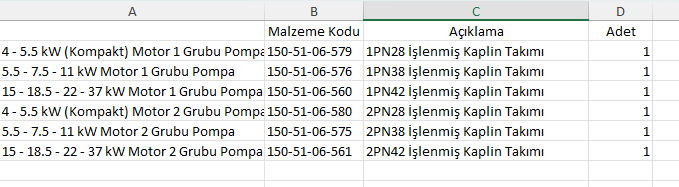 A B C D
Malzeme Kodu Açıklama Adet
4 - 5.5 kW (Kompakt) Motor 1 Grubu Pompa 150-51-06-579 1PN28 İşlenmiş Kaplin Takımı 1
5.5 - 7.5 - 11 kW Motor 1 Grubu Pompa 150-51-06-576 1PN38 İşlenmiş Kaplin Takımı 1
15 - 18.5 - 22 - 37 kW Motor 1 Grubu Pompa 150-51-06-560 1PN42 İşlenmiş Kaplin Takımı 1
4 - 5.5 kW (Kompakt) Motor 2 Grubu Pompa 150-51-06-580 2PN28 İşlenmiş Kaplin Takımı 1
5.5 - 7.5 - 11 kW Motor 2 Grubu Pompa 150-51-06-575 2PN38 İşlenmiş Kaplin Takımı 1
15 - 18.5 - 22 - 37 kW Motor 2 Grubu Pompa 150-51-06-561 2PN42 İşlenmiş Kaplin Takımı 1